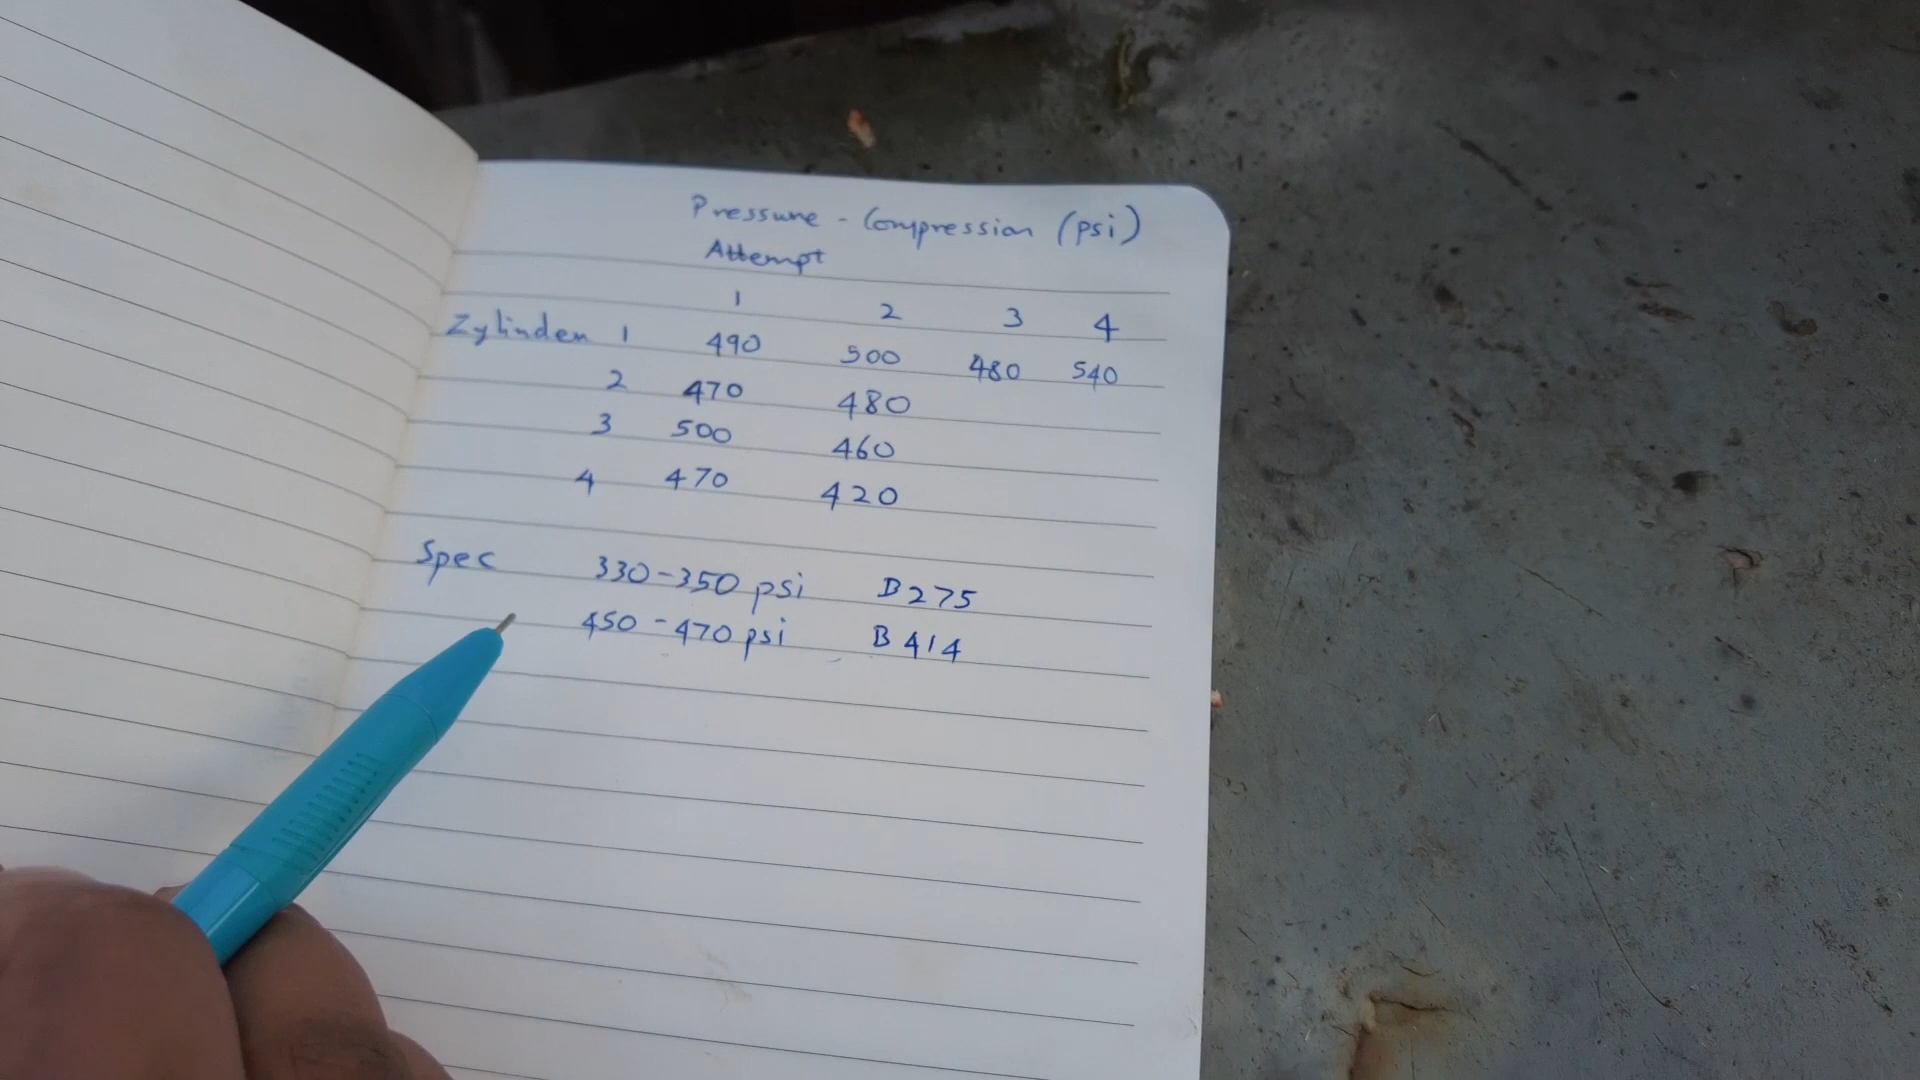 Pressure - Compression (psi)
Attempt
1 2 3 4
Zylinder 1 490 500 480 540
2 470 480
3 500 460
4 470 420
Spec 330-350 psi B275
450-470 psi B414